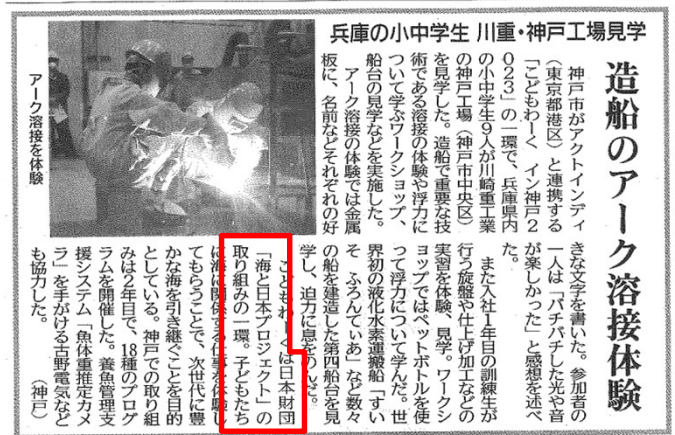 兵庫の小中学生 川重・神戸工場見学
造船のアーク溶接体験
アーク溶接を体験
神戸市がアクトインディ
（東京都港区）と連携する
「こどもわーく イン神戸２
０２３」の一環で、兵庫県内
の小中学生９人が川崎重工業
の神戸工場（神戸市中央区）
を見学した。造船で重要な技
術である溶接の体験や浮力に
ついて学ぶワークショップ、
船台の見学などを実施した。
アーク溶接の体験では金属
板に、名前などそれぞれの好
きな文字を書いた。参加者の
一人は「バチバチした光や音
が楽しかった」と感想を述べ
た。
また入社１年目の訓練生が
行う旋盤や仕上げ加工などの
実習を体験、見学。ワークシ
ョップではペットボトルを使
って浮力について学んだ。世
界初の液化水素運搬船「すい
そ ふろんてぃあ」など数々
の船を建造した第四船台を見
学し、迫力に息をのんだ。
こどもわーくは日本財団
「海と日本プロジェクト」の
取り組みの一環。子どもたち
に海に関係する仕事を体験し
てもらうことで、次世代に豊
かな海を引き継ぐことを目的
としている。神戸での取り組
みは２年目で、18種のプログ
ラムを開催した。養魚管理支
援システム「魚体重推定カメ
ラ」を手がける古野電気など
も協力した。 （神戸）